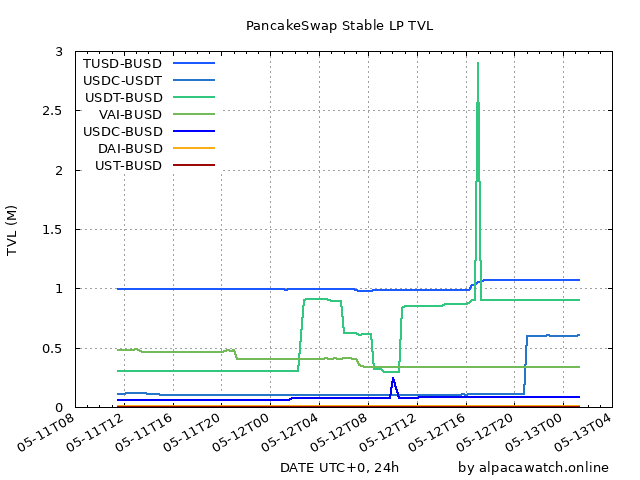 PancakeSwap Stable LP TVL
3
2.5
2
1.5
1
0.5
0
TVL (M)
TUSD-BUSD
USDC-USDT
USDT-BUSD
VAI-BUSD
USDC-BUSD
DAI-BUSD
UST-BUSD
05-11T08
05-11T12
05-11T16
05-11T20
05-12T00
05-12T04
05-12T08
05-12T12
05-12T16
05-12T20
05-13T00
05-13T04
DATE UTC+0, 24h
by alpacawatch.online